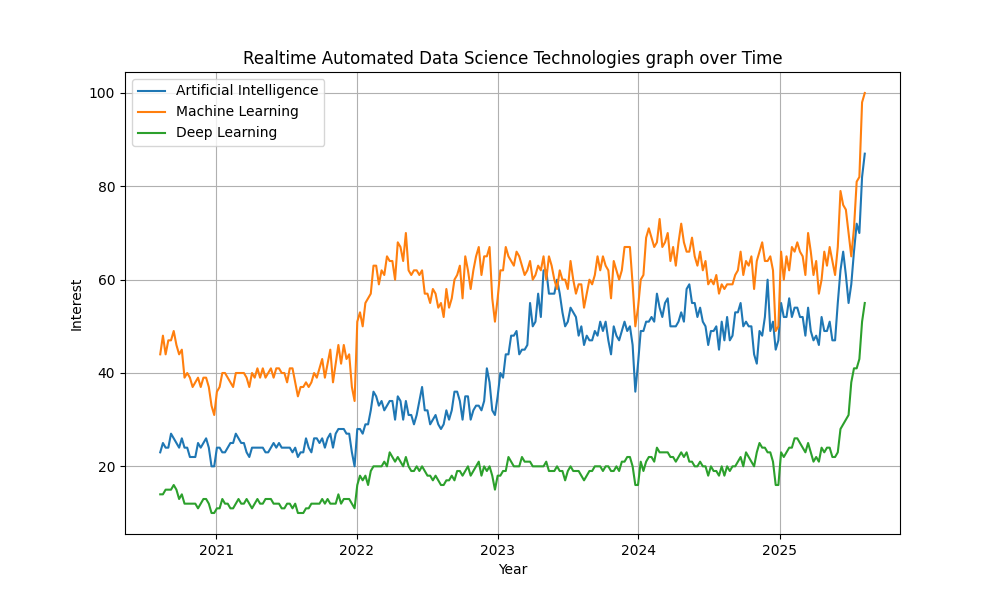 Realtime Automated Data Science Technologies graph over Time
Artificial Intelligence
Machine Learning
Deep Learning
100
80
60
40
20
Interest
2021 2022 2023 2024 2025
Year